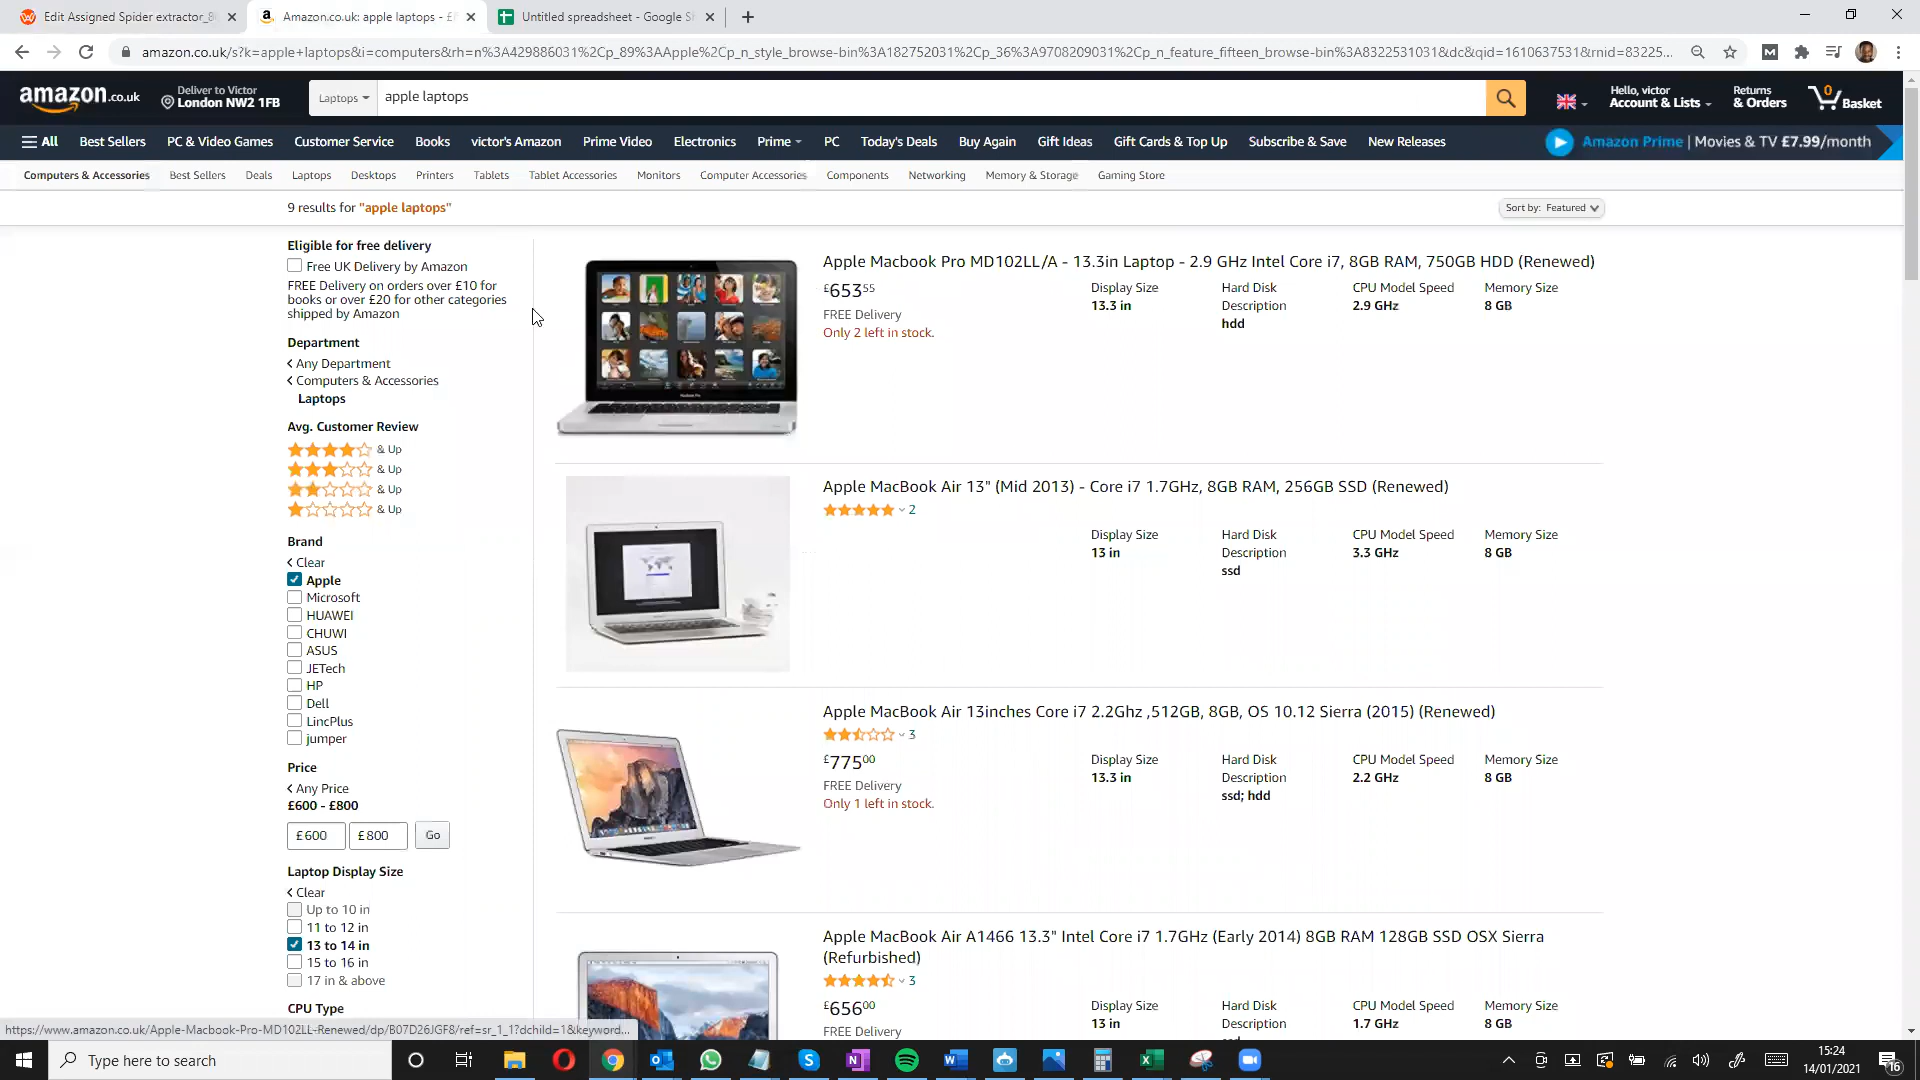 Edit Assigned Spider extractor_8
Amazon.co.uk: apple laptops - £
Untitled spreadsheet - Google S
amazon.co.uk/s?k=apple+laptops&i=computers&rh=n%3A429886031%2Cp_89%3AApple%2Cp_n_style_browse-bin%3A182752031%2Cp_36%3A9708209031%2Cp_n_feature_fifteen_browse-bin%3A8322531031&dc&qid=1610637531&rnid=83225...
amazon.co.uk
Deliver to Victor
London NW2 1FB
Laptops
apple laptops
Hello, victor
Account & Lists
Returns
& Orders
0
Basket
All
Best Sellers
PC & Video Games
Customer Service
Books
victor's Amazon
Prime Video
Electronics
Prime
PC
Today's Deals
Buy Again
Gift Ideas
Gift Cards & Top Up
Subscribe & Save
New Releases
Amazon Prime | Movies & TV £7.99/month
Computers & Accessories
Best Sellers
Deals
Laptops
Desktops
Printers
Tablets
Tablet Accessories
Monitors
Computer Accessories
Components
Networking
Memory & Storage
Gaming Store
9 results for "apple laptops"
Sort by: Featured
Eligible for free delivery
Free UK Delivery by Amazon
FREE Delivery on orders over £10 for
books or over £20 for other categories
shipped by Amazon
Department
Any Department
Computers & Accessories
Laptops
Avg. Customer Review
& Up
& Up
& Up
& Up
Brand
Clear
Apple
Microsoft
HUAWEI
CHUWI
ASUS
JETech
HP
Dell
LincPlus
jumper
Price
Any Price
£600 - £800
£600
£800
Go
Laptop Display Size
Clear
Up to 10 in
11 to 12 in
13 to 14 in
15 to 16 in
17 in & above
CPU Type
Apple Macbook Pro MD102LL/A - 13.3in Laptop - 2.9 GHz Intel Core i7, 8GB RAM, 750GB HDD (Renewed)
£653.55
FREE Delivery
Only 2 left in stock.
Display Size
13.3 in
Hard Disk
Description
hdd
CPU Model Speed
2.9 GHz
Memory Size
8 GB
Apple MacBook Air 13" (Mid 2013) - Core i7 1.7GHz, 8GB RAM, 256GB SSD (Renewed)
2
Display Size
13 in
Hard Disk
Description
ssd
CPU Model Speed
3.3 GHz
Memory Size
8 GB
Apple MacBook Air 13inches Core i7 2.2Ghz ,512GB, 8GB, OS 10.12 Sierra (2015) (Renewed)
3
£775.00
FREE Delivery
Only 1 left in stock.
Display Size
13.3 in
Hard Disk
Description
ssd; hdd
CPU Model Speed
2.2 GHz
Memory Size
8 GB
Apple MacBook Air A1466 13.3" Intel Core i7 1.7GHz (Early 2014) 8GB RAM 128GB SSD OSX Sierra
(Refurbished)
3
£656.00
FREE Delivery
Display Size
13 in
Hard Disk
Description
CPU Model Speed
1.7 GHz
Memory Size
8 GB
https://www.amazon.co.uk/Apple-Macbook-Pro-MD102LL-Renewed/dp/B07D26JGF8/ref=sr_1_1?dchild=1&keyword...
Type here to search
15:24
14/01/2021
16